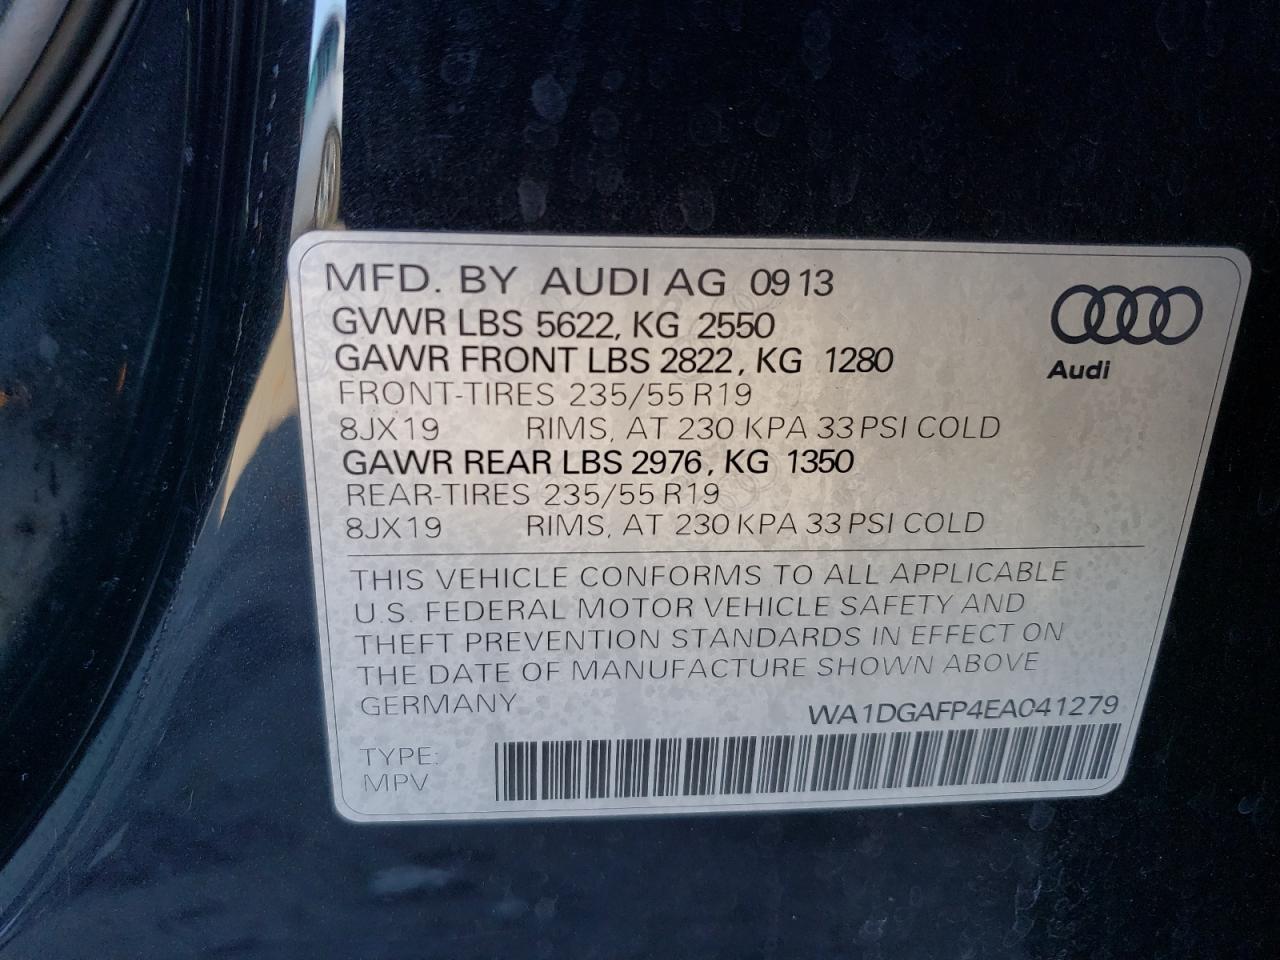 MFD. BY AUDI AG 09 13
GVWR LBS 5622, KG 2550
GAWR FRONT LBS 2822, KG 1280
FRONT-TIRES 235/55 R19
8JX19 RIMS, AT 230 KPA 33 PSI COLD
GAWR REAR LBS 2976, KG 1350
REAR-TIRES 235/55 R19
8JX19 RIMS, AT 230 KPA 33 PSI COLD
Audi
THIS VEHICLE CONFORMS TO ALL APPLICABLE
U.S. FEDERAL MOTOR VEHICLE SAFETY AND
THEFT PREVENTION STANDARDS IN EFFECT ON
THE DATE OF MANUFACTURE SHOWN ABOVE
GERMANY
WA1DGAFP4EA041279
TYPE:
MPV